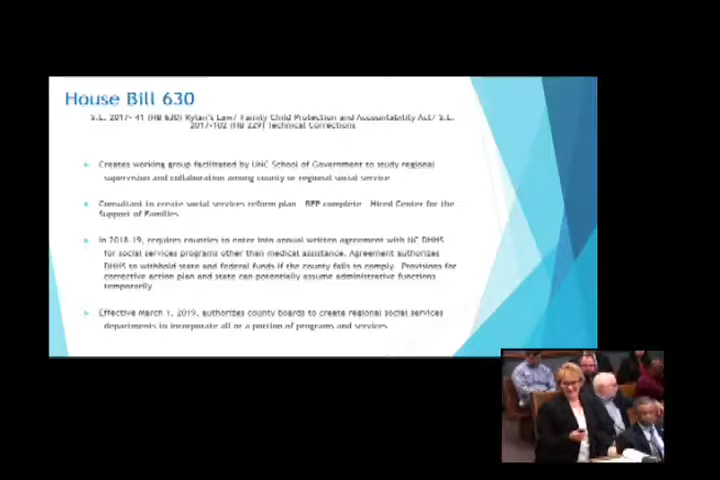 House Bill 630
S.L. 2017- 41 (HB 630) Rylan's Law/ Family Child Protection and Accountability Act/ S.L.
2017-102 (HB 229) Technical Corrections
Creates working group facilitated by UNC School of Government to study regional
supervision and collaboration among county or regional social service
Consultant to create social services reform plan - RFP complete - Hired Center for the
Support of Families
In 2018-19, requires counties to enter into annual written agreement with NC DHHS
for social services programs other than medical assistance. Agreement authorizes
DHHS to withhold state and federal funds if the county fails to comply. Provisions for
corrective action plan and state can potentially assume administrative functions
temporarily
Effective March 1, 2019, authorizes county boards to create regional social services
departments to incorporate all or a portion of programs and services